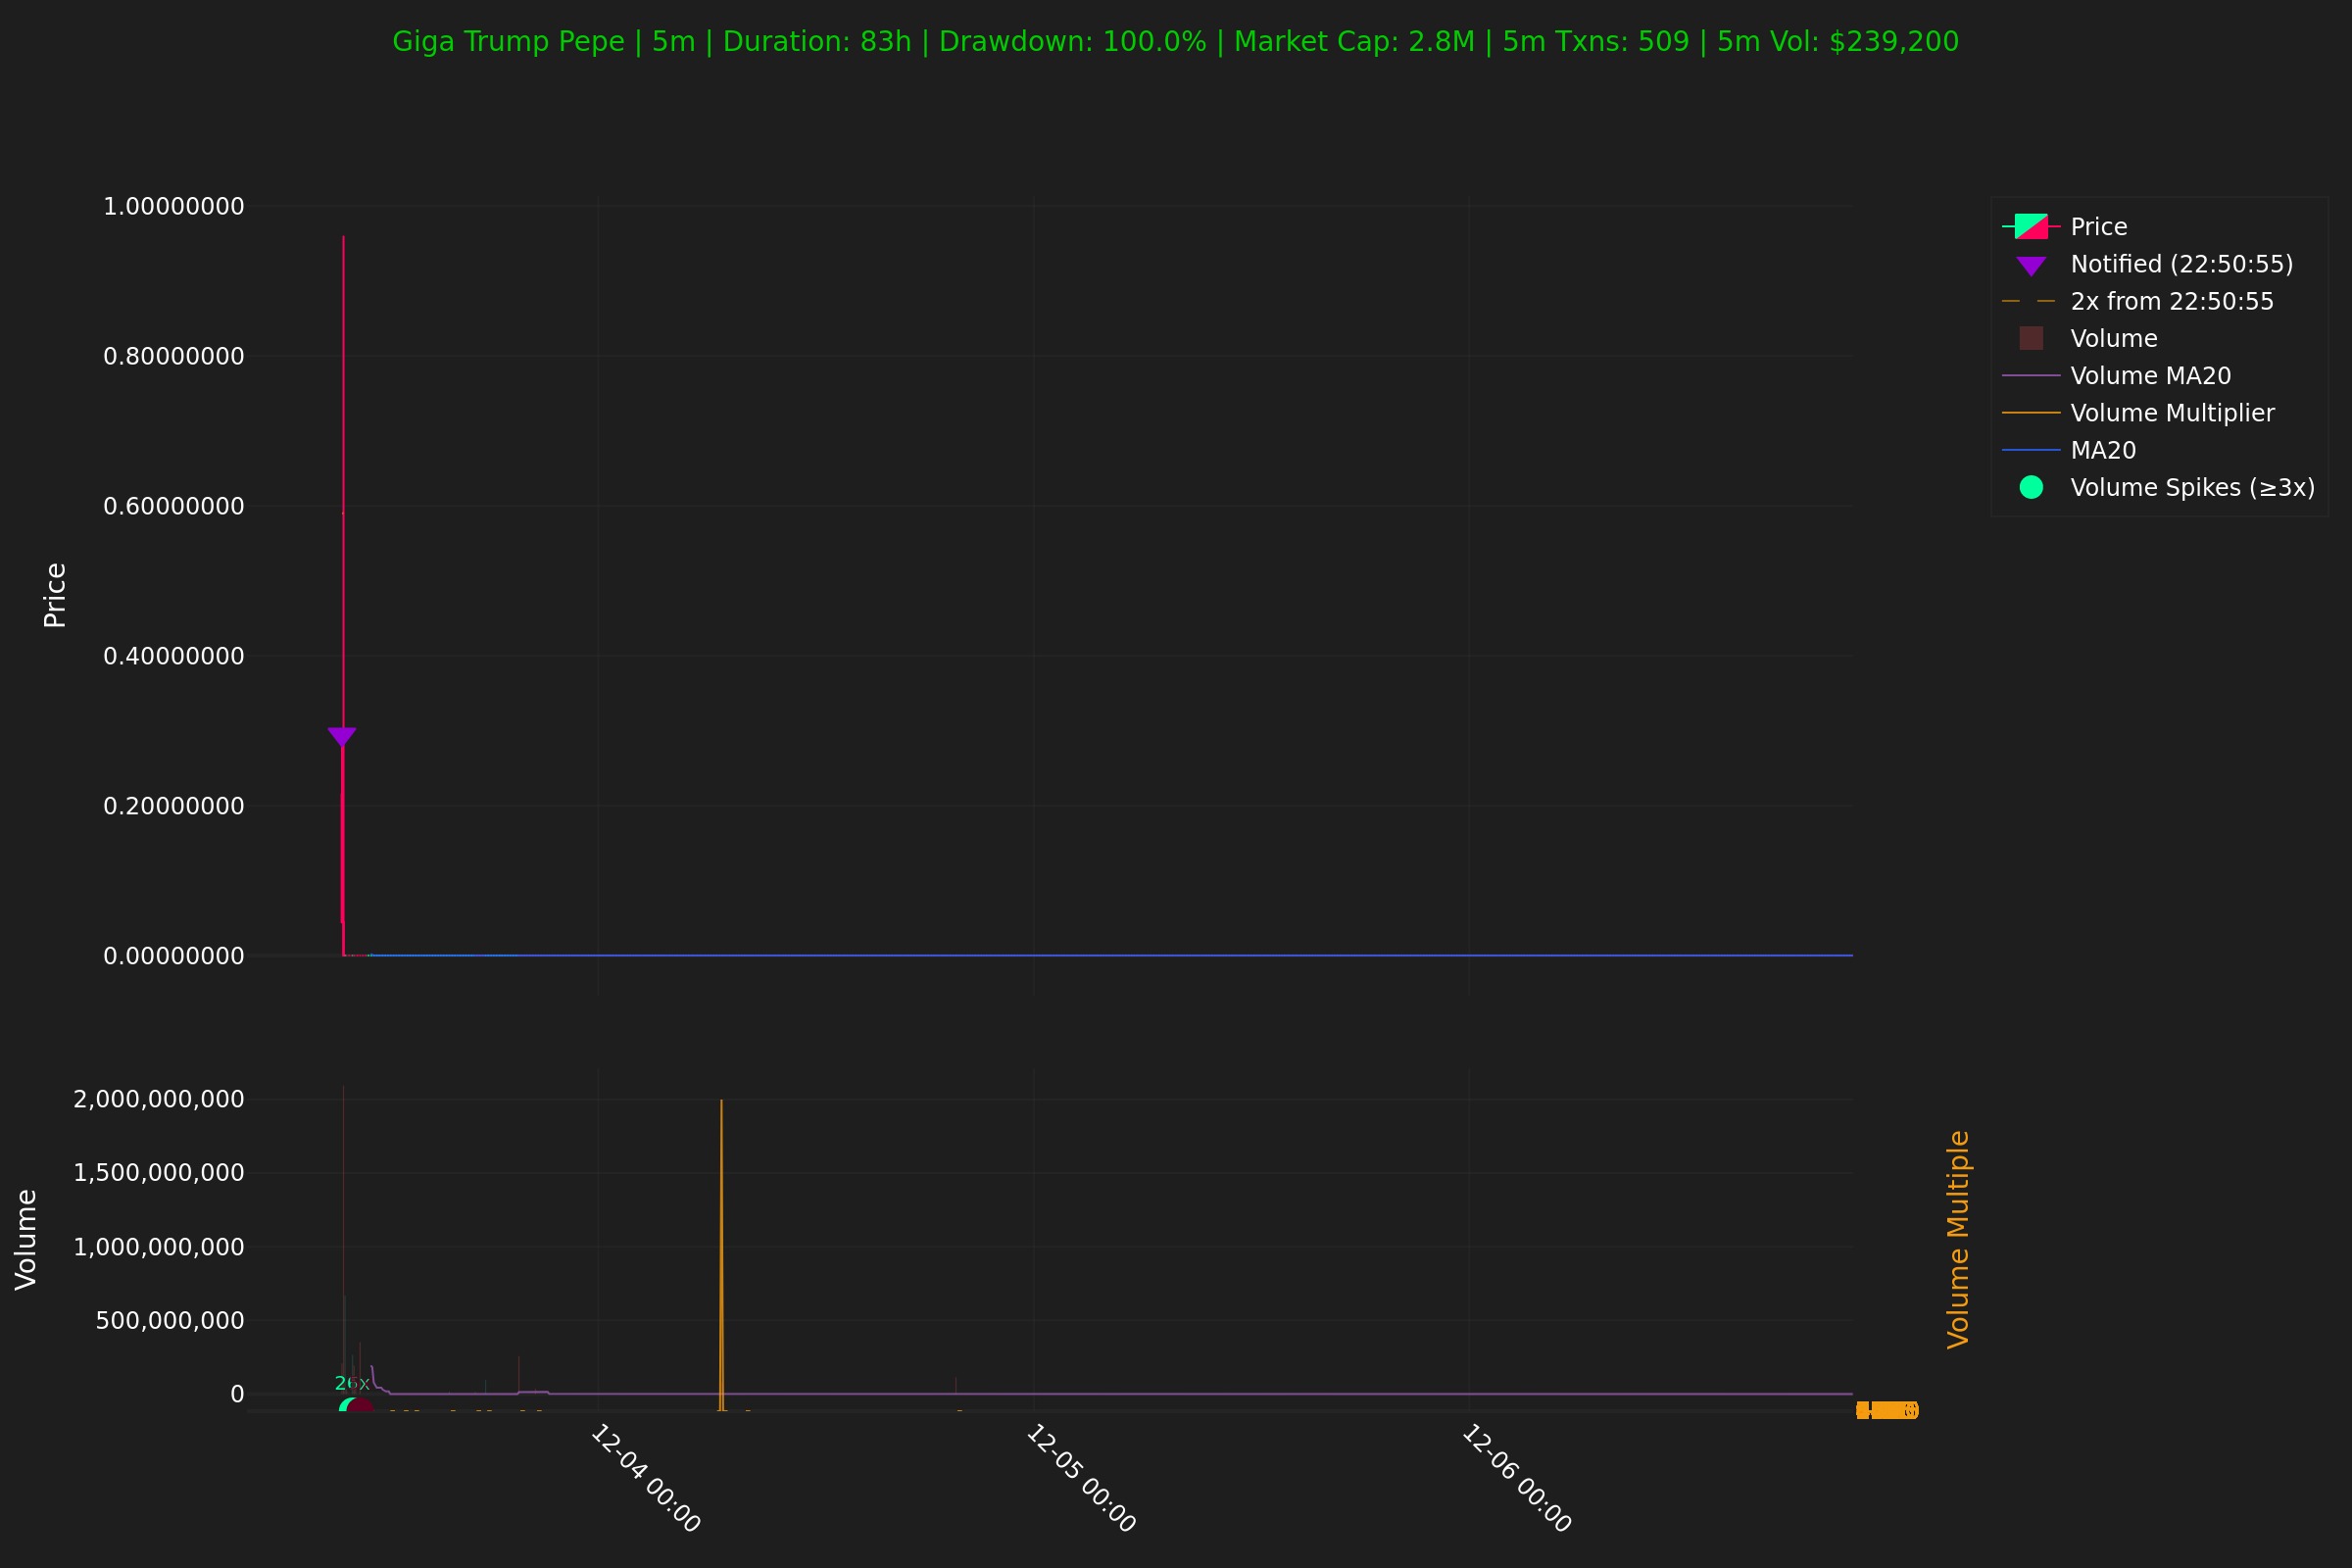 Giga Trump Pepe | 5m | Duration: 83h | Drawdown: 100.0% | Market Cap: 2.8M | 5m Txns: 509 | 5m Vol: $239,200
1.00000000
0.80000000
0.60000000
0.40000000
0.20000000
0.00000000
Price
Price
Notified (22:50:55)
2x from 22:50:55
Volume
Volume MA20
Volume Multiplier
MA20
Volume Spikes (≥3x)
2,000,000,000
1,500,000,000
1,000,000,000
500,000,000
0
Volume
Volume Multiple
12-04 00:00
12-05 00:00
12-06 00:00